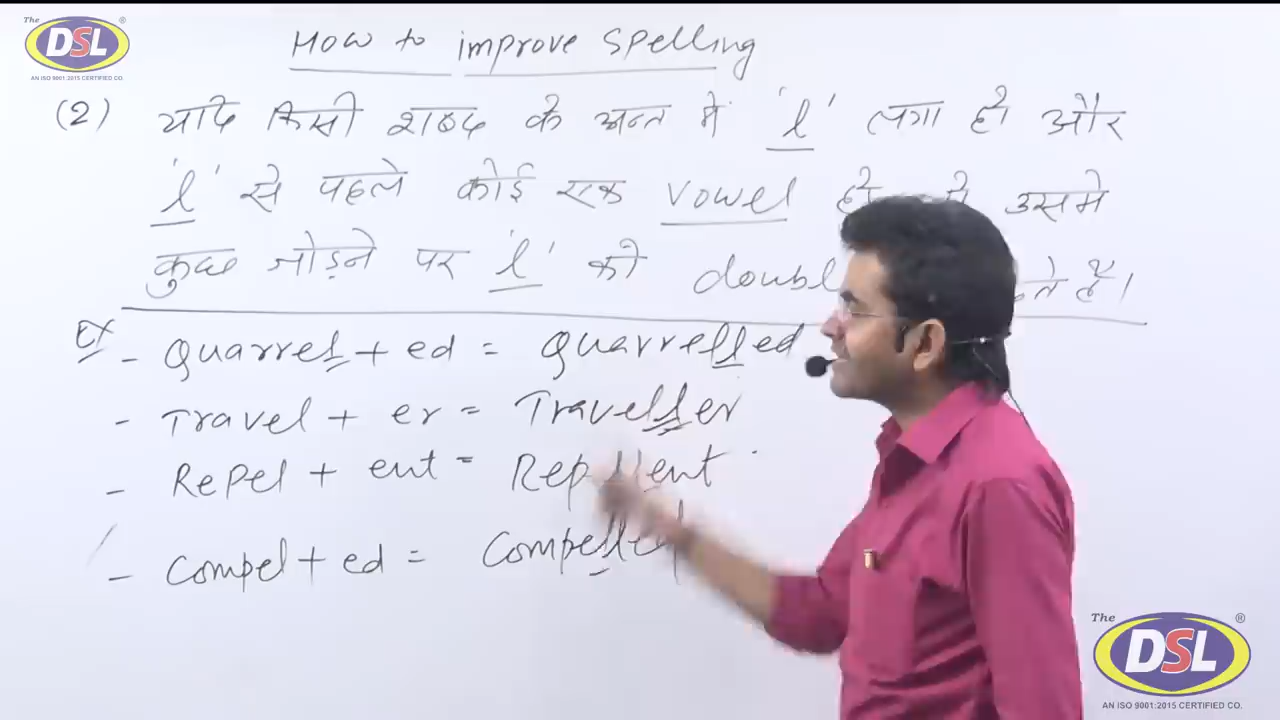 The DSL ®
AN ISO 9001:2015 CERTIFIED CO.
How to improve Spelling
(2) यदि किसी शब्द के अन्त में 'l' लगा हो और
'l' से पहले कोई एक vowel हो उसमे
कुछ जोड़ने पर 'l' को हैं।
Ex
- Quarrel + ed = Quarrelled
- Travel + er = Traveller
- Repel + ent = Repellent
- Compel + ed = Compelled
The DSL ®
AN ISO 9001:2015 CERTIFIED CO.